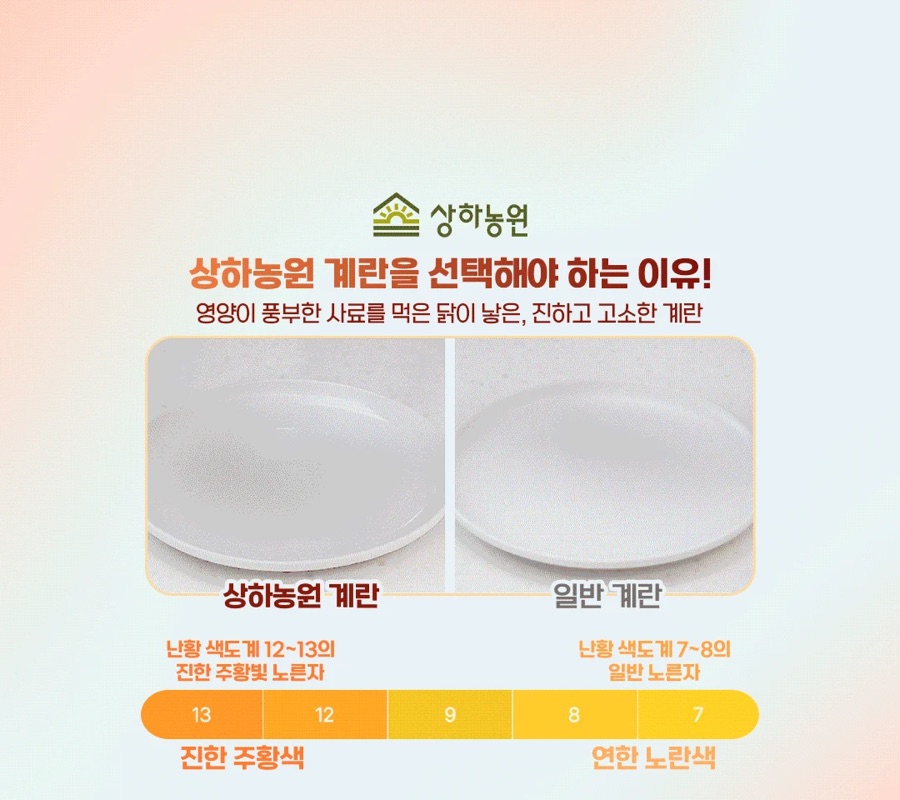 상하농원
상하농원 계란을 선택해야 하는 이유!
영양이 풍부한 사료를 먹은 닭이 낳은, 진하고 고소한 계란
상하농원 계란
일반 계란
난황 색도계 12~13의
진한 주황빛 노른자
난황 색도계 7~8의
일반 노른자
13
12
9
8
7
진한 주황색
연한 노란색